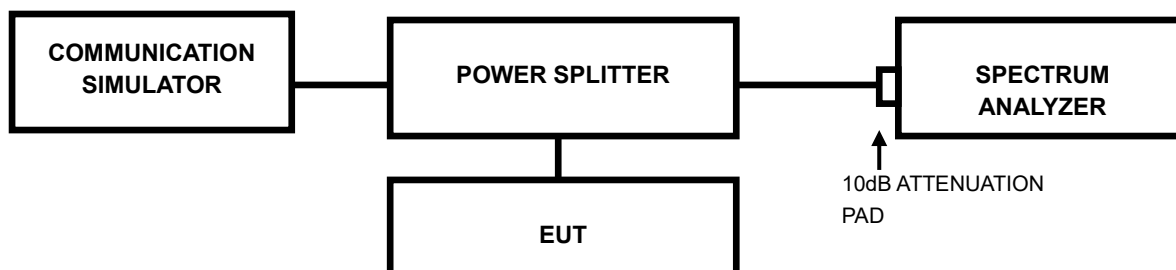 COMMUNICATION
SIMULATOR
POWER SPLITTER
SPECTRUM
ANALYZER
10dB ATTENUATION
PAD
EUT